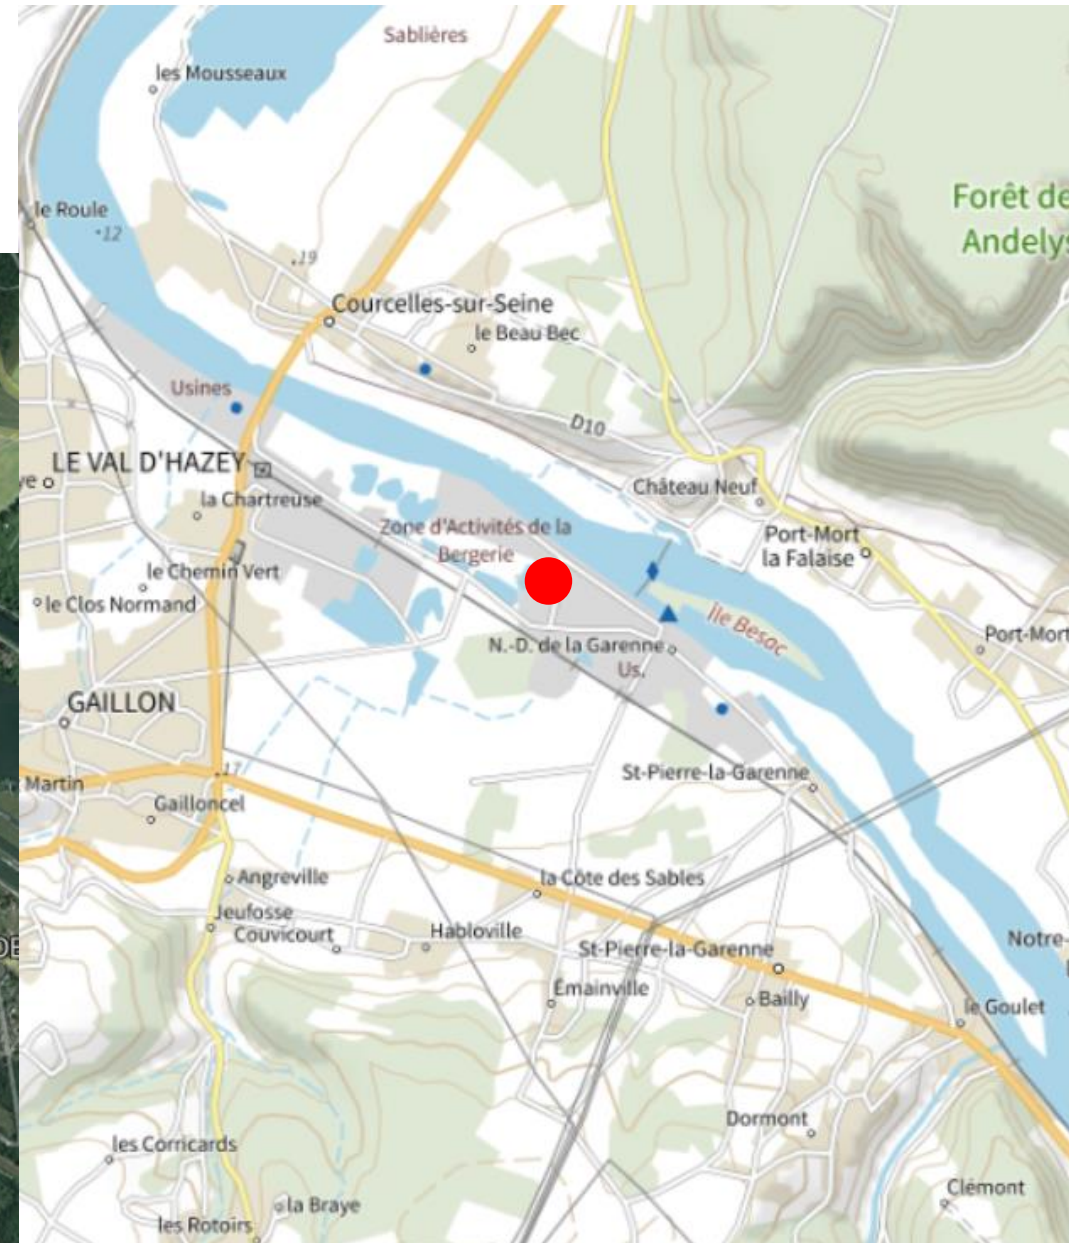 Sablières
les Mousseaux
Forêt de
Andelys
le Roule
12
19
Courcelles-sur-Seine
le Beau Bec
Usines
D10
LE VAL D'HAZEY
la Chartreuse
Château Neuf
Zone d'Activités de la
Bergerie
Port-Mort
la Falaise
le Chemin Vert
le Clos Normand
Île Besac
Port-Mort
N.-D. de la Garenne
Us.
GAILLON
17
St-Pierre-la-Garenne
Martin
Gailloncel
Angreville
la Côte des Sables
Jeufosse
Couvicourt
Habloville
St-Pierre-la-Garenne
Notre-
Émainville
Bailly
le Goulet
Dormont
les Corricards
Clémont
la Braye
les Rotoirs